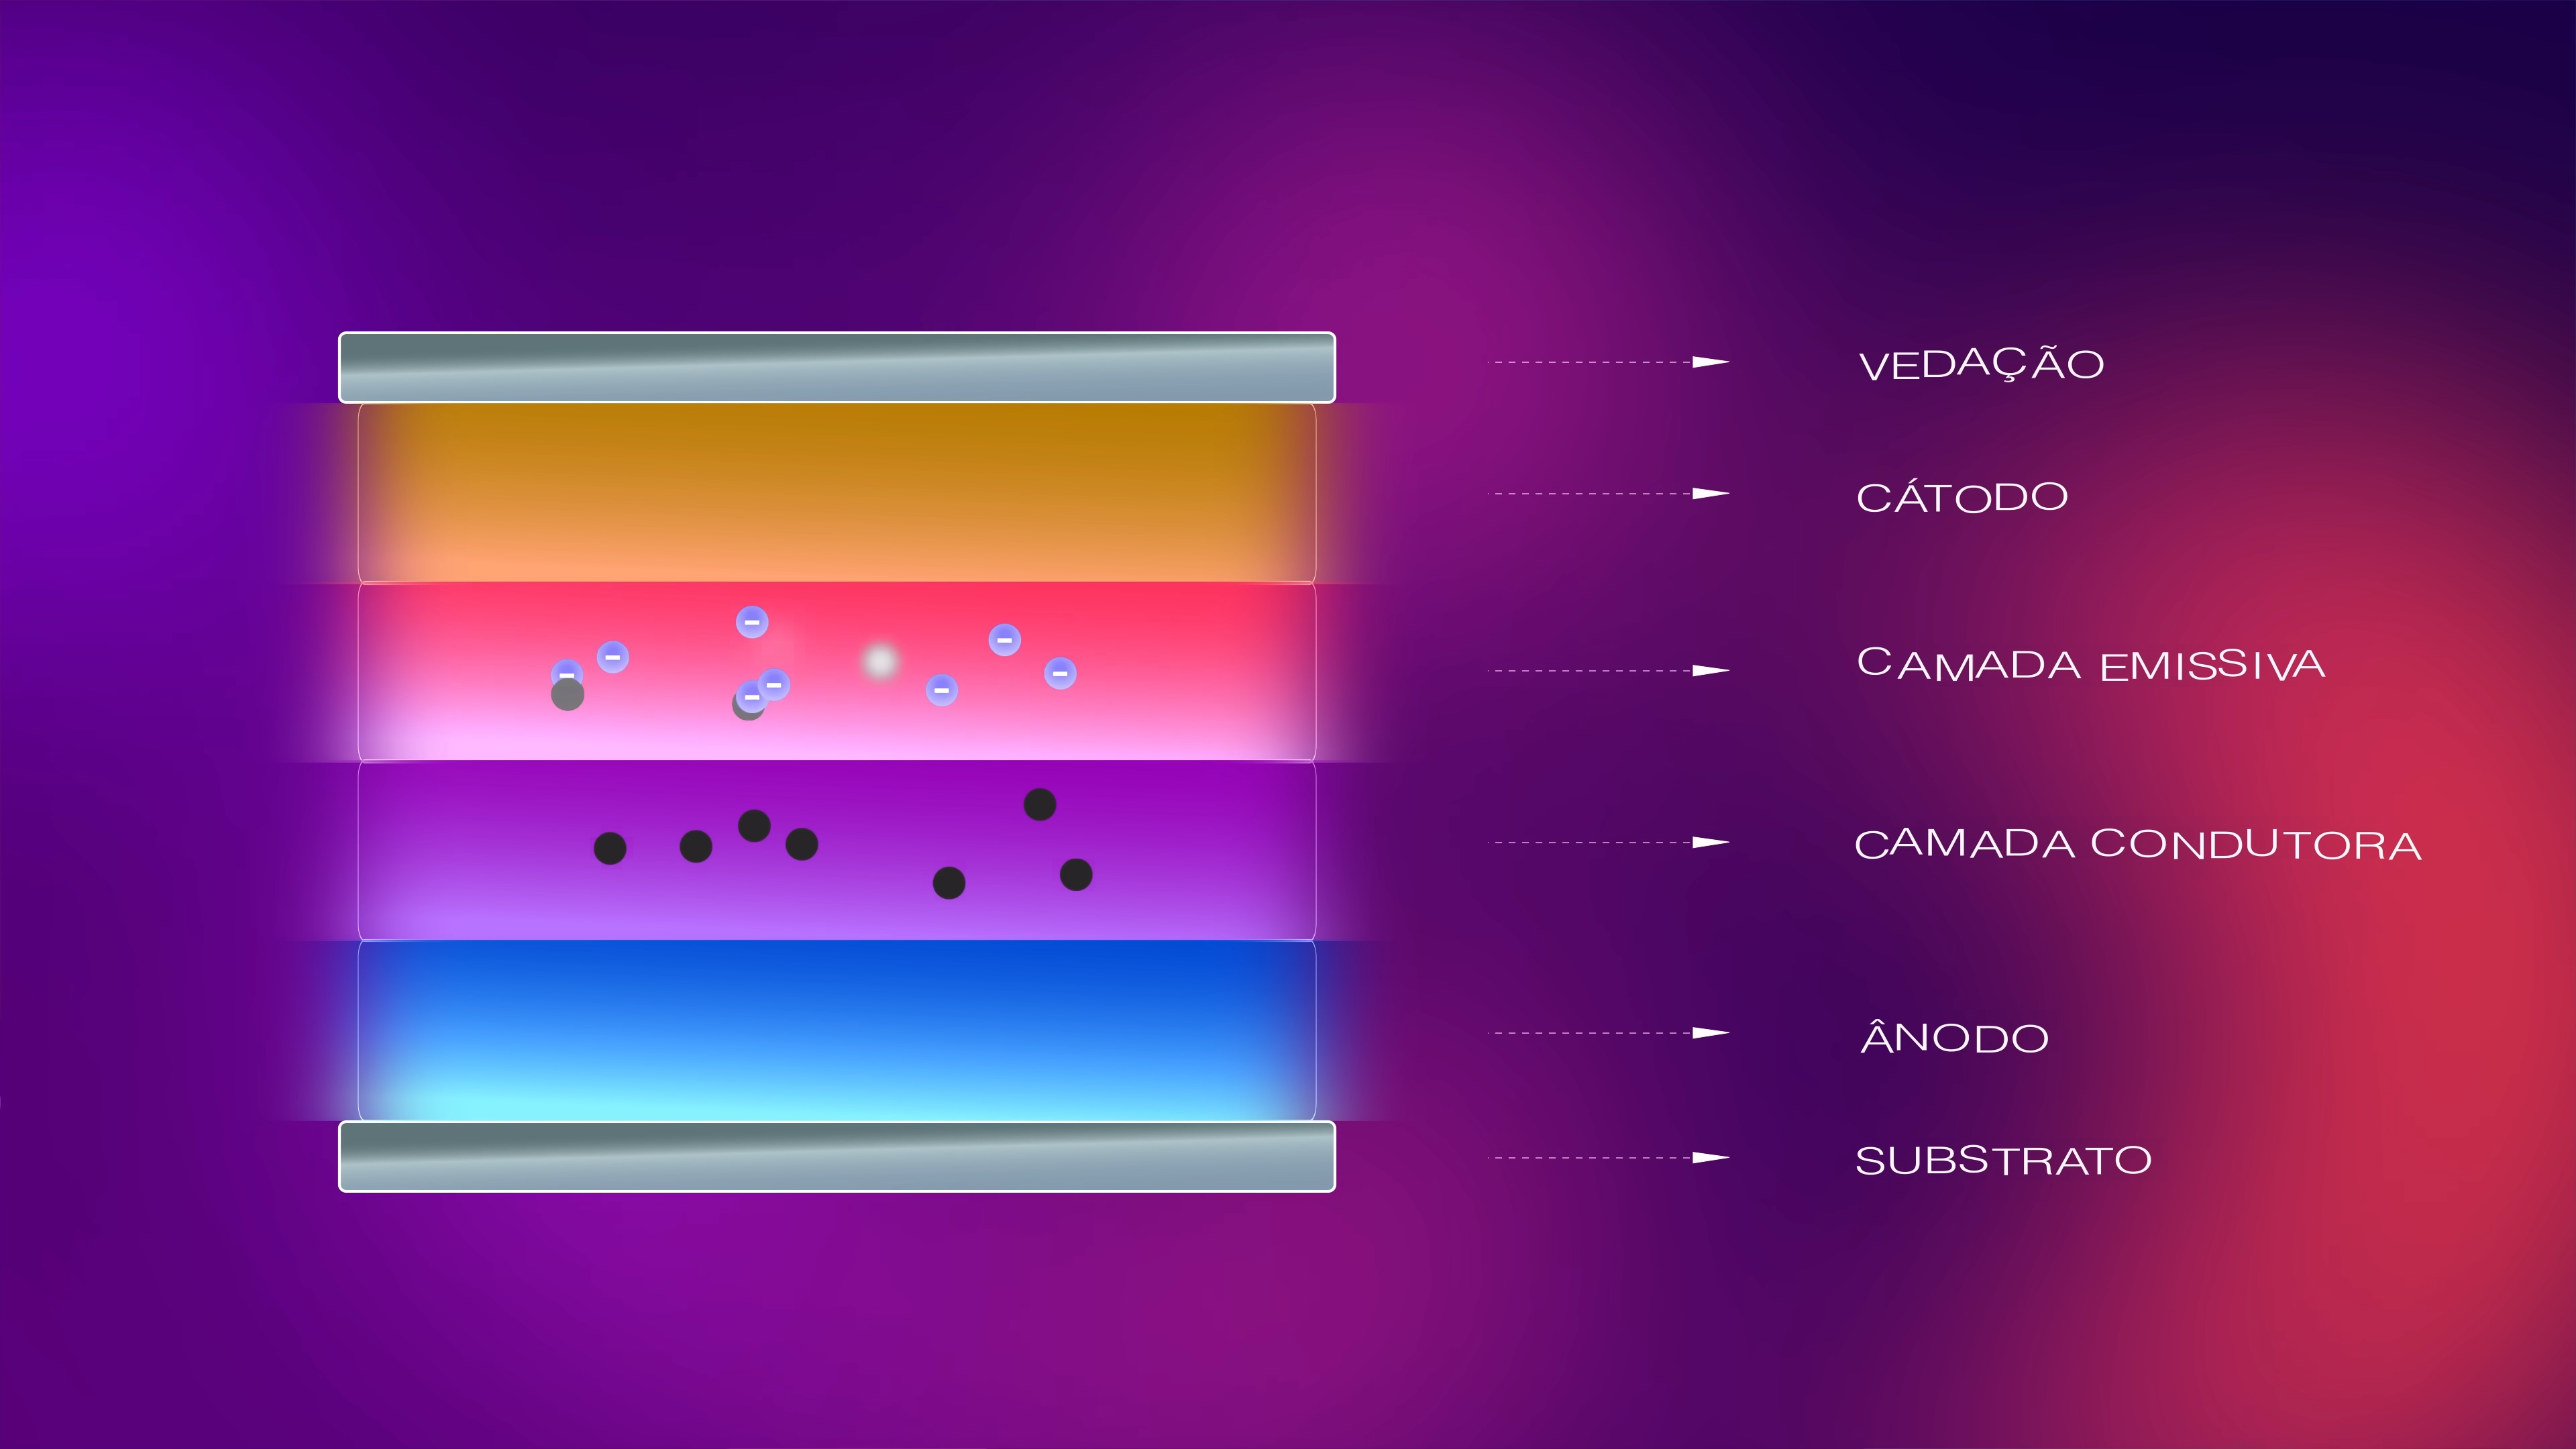 VEDAÇÃO
CÁTODO
CAMADA EMISSIVA
CAMADA CONDUTORA
ÂNODO
SUBSTRATO